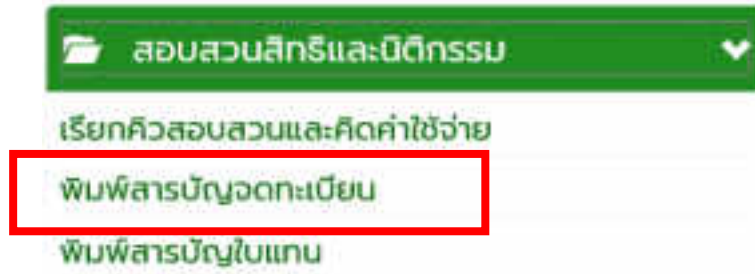 สอบสวนสิทธิและนิติกรรม
เรียกคิวสอบสวนและคิดค่าใช้จ่าย
พิมพ์สารบัญจดทะเบียน
พิมพ์สารบัญใบแทน